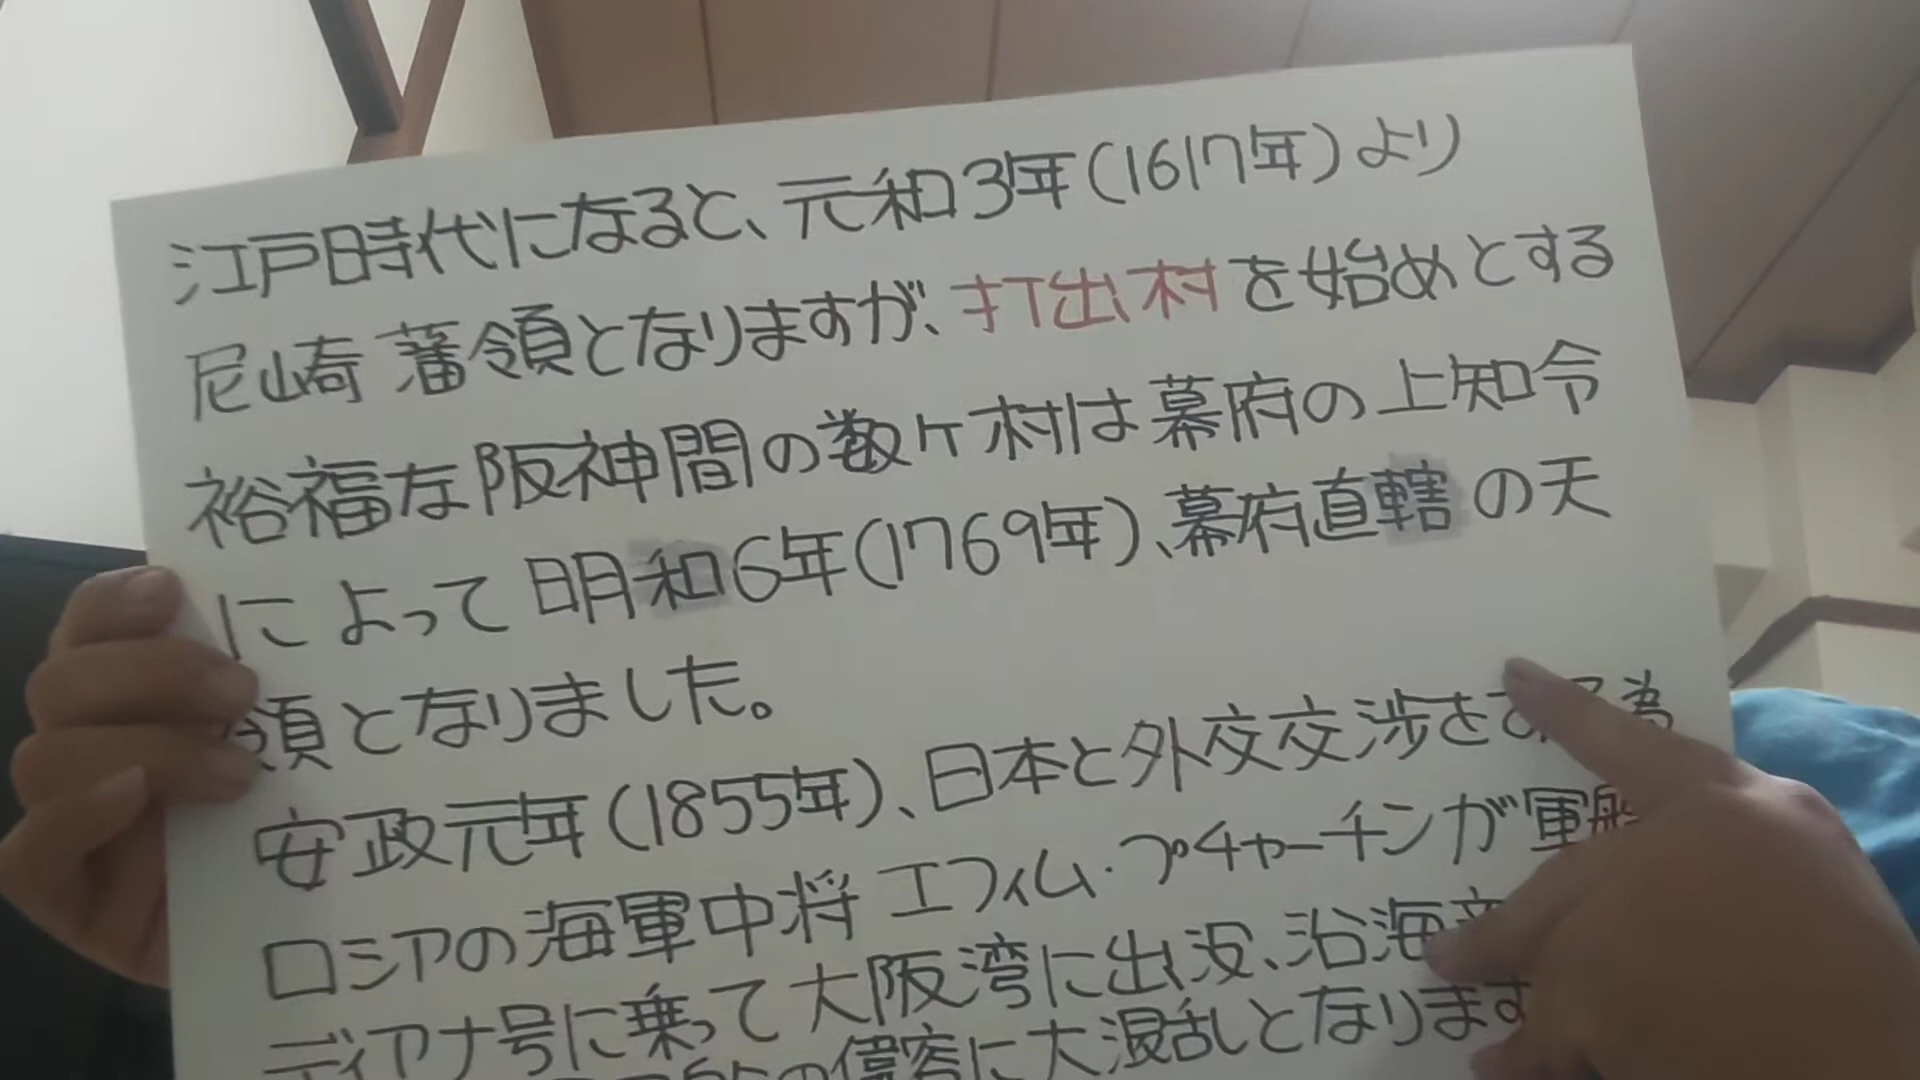 江戸時代になると、元和3年(1617年)より
尼崎藩領となりますが、打出村を始めとする
裕福な阪神間の数ヶ村は幕府の上知令
によって明和6年(1769年)、幕府直轄の天
領となりました。
安政元年(1855年)、日本と外交交渉をする為
ロシアの海軍中将エフィム・プチャーチンが軍
ディアナ号に乗って大阪湾に出没、沿海
の偉容に大混乱となります